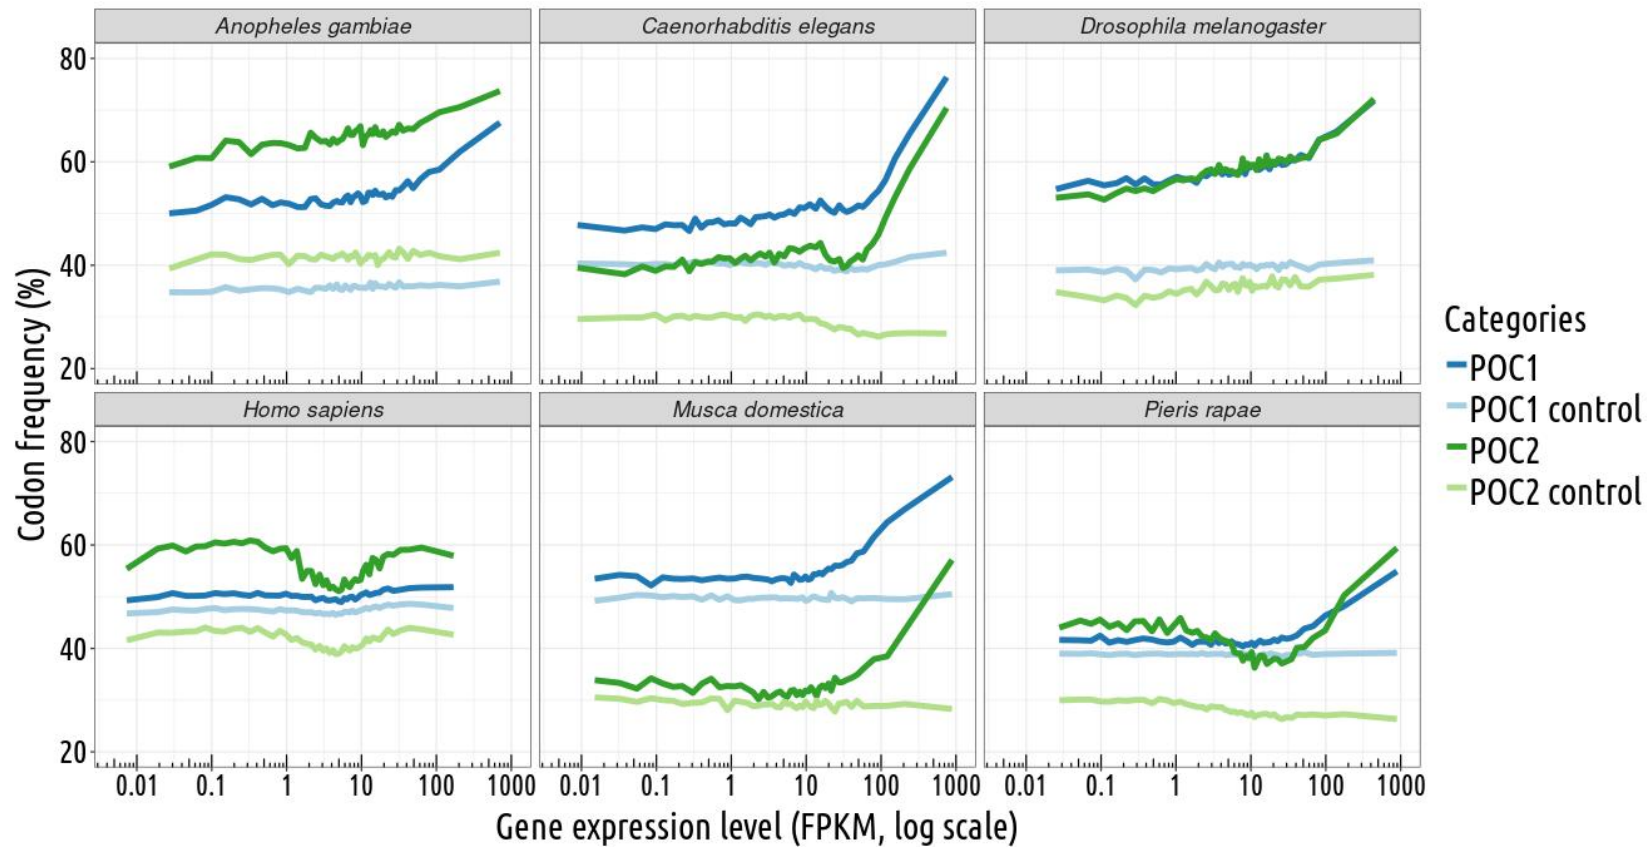 Anopheles gambiae
Caenorhabditis elegans
Drosophila melanogaster
80
60
40
20
Homo sapiens
Musca domestica
Pieris rapae
80
60
40
20
Codon frequency (%)
0.01 0.1 1 10 100 1000
0.01 0.1 1 10 100 1000
0.01 0.1 1 10 100 1000
Gene expression level (FPKM, log scale)
Categories
POC1
POC1 control
POC2
POC2 control